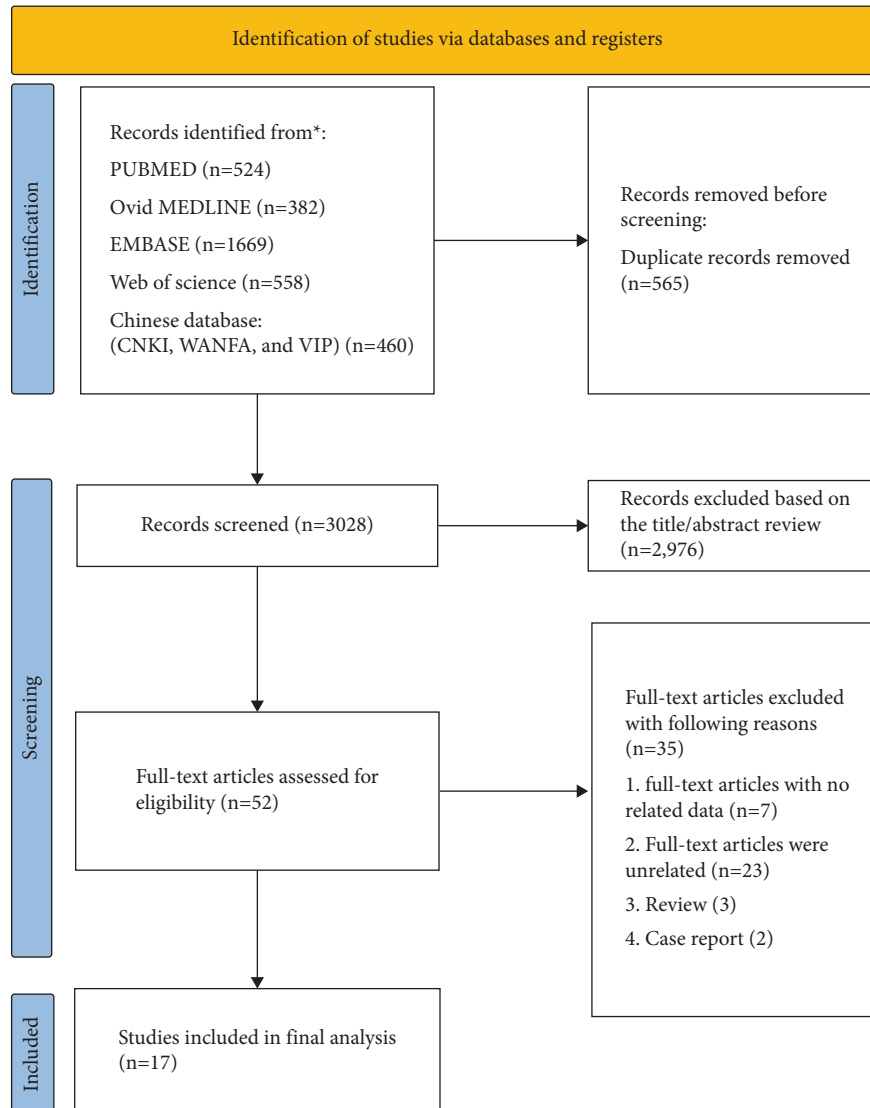 Identification of studies via databases and registers
Identification
Records identified from*:
PUBMED (n=524)
Ovid MEDLINE (n=382)
EMBASE (n=1669)
Web of science (n=558)
Chinese database:
(CNKI, WANFA, and VIP) (n=460)
Records removed before
screening:
Duplicate records removed
(n=565)
Screening
Records screened (n=3028)
Records excluded based on
the title/abstract review
(n=2,976)
Full-text articles assessed for
eligibility (n=52)
Full-text articles excluded
with following reasons
(n=35)
1. full-text articles with no
related data (n=7)
2. Full-text articles were
unrelated (n=23)
3. Review (3)
4. Case report (2)
Included
Studies included in final analysis
(n=17)